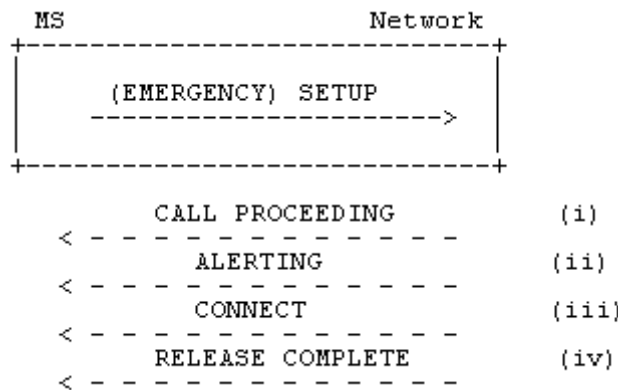 MS Network
(EMERGENCY) SETUP
CALL PROCEEDING (i)
ALERTING (ii)
CONNECT (iii)
RELEASE COMPLETE (iv)